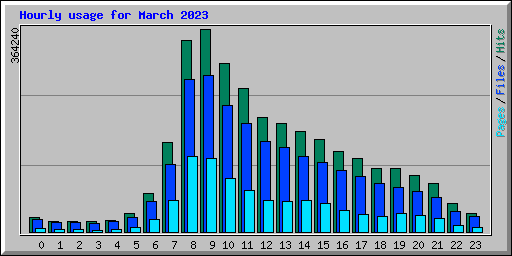 Hourly usage for March 2023
364240
Pages/Files/Hits
0 1 2 3 4 5 6 7 8 9 10 11 12 13 14 15 16 17 18 19 20 21 22 23